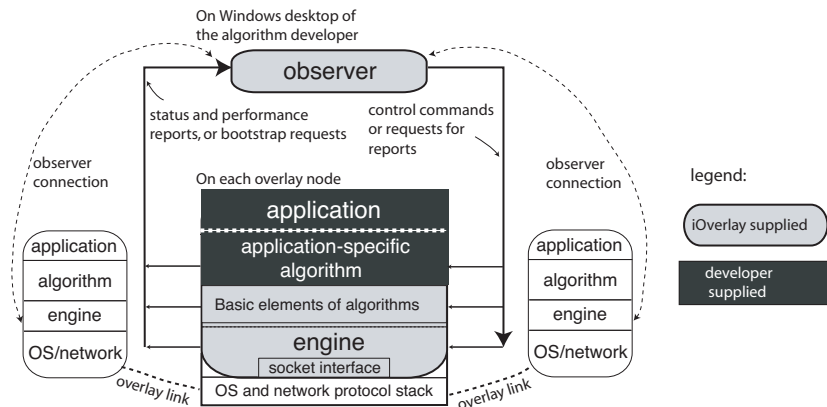 On Windows desktop of
the algorithm developer
observer
status and performance
reports, or bootstrap requests
control commands
or requests for
reports
observer
connection
On each overlay node
application
application-specific
algorithm
Basic elements of algorithms
engine
socket interface
OS and network protocol stack
application
algorithm
engine
OS/network
overlay link
observer
connection
application
algorithm
engine
OS/network
overlay link
legend:
iOverlay supplied
developer
supplied